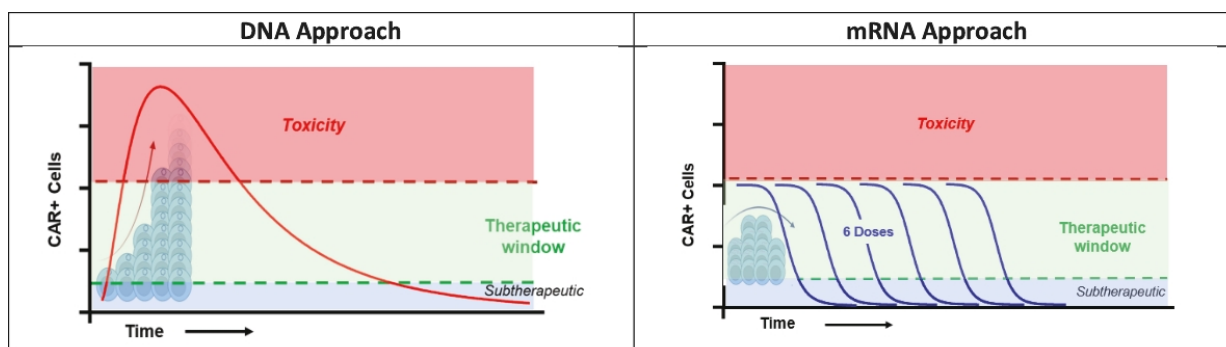 DNA Approach
mRNA Approach
CAR+ Cells
Toxicity
Therapeutic
window
Subtherapeutic
Time
CAR+ Cells
Toxicity
6 Doses
Therapeutic
window
Subtherapeutic
Time